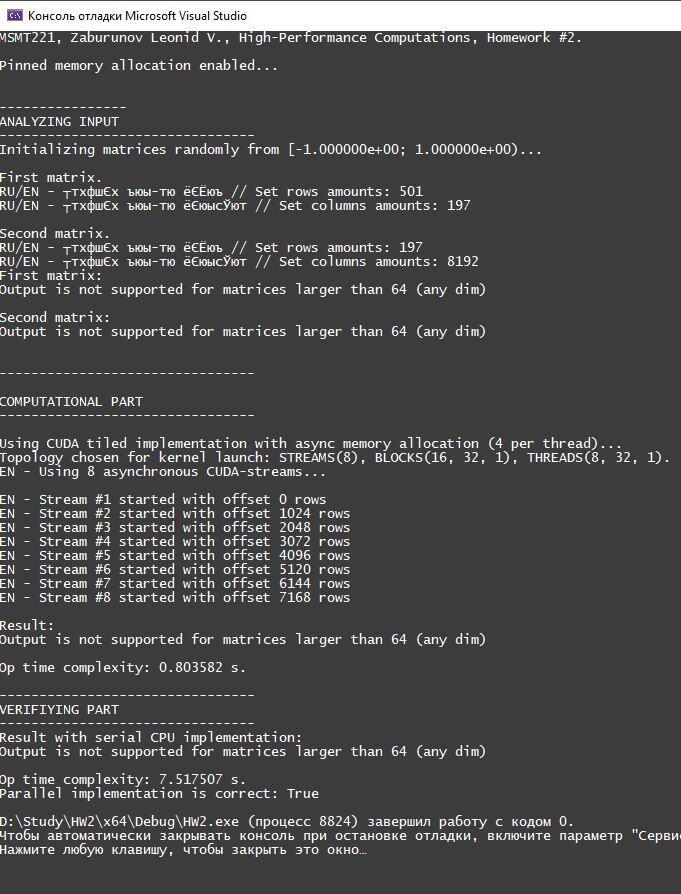 Консоль отладки Microsoft Visual Studio
MSMT221, Zaburunov Leonid V., High-Performance Computations, Homework #2.
Pinned memory allocation enabled...
----------------
ANALYZING INPUT
--------------------------------
Initializing matrices randomly from [-1.000000e+00; 1.000000e+00)...
First matrix.
RU/EN - ┬тхфшЄх ъюы-тю ёЄЁюъ // Set rows amounts: 501
RU/EN - ┬тхфшЄх ъюы-тю ёЄюысЎют // Set columns amounts: 197
Second matrix.
RU/EN - ┬тхфшЄх ъюы-тю ёЄЁюъ // Set rows amounts: 197
RU/EN - ┬тхфшЄх ъюы-тю ёЄюысЎют // Set columns amounts: 8192
First matrix:
Output is not supported for matrices larger than 64 (any dim)
Second matrix:
Output is not supported for matrices larger than 64 (any dim)
--------------------------------
COMPUTATIONAL PART
--------------------------------
Using CUDA tiled implementation with async memory allocation (4 per thread)...
Topology chosen for kernel launch: STREAMS(8), BLOCKS(16, 32, 1), THREADS(8, 32, 1).
EN - Using 8 asynchronous CUDA-streams...
EN - Stream #1 started with offset 0 rows
EN - Stream #2 started with offset 1024 rows
EN - Stream #3 started with offset 2048 rows
EN - Stream #4 started with offset 3072 rows
EN - Stream #5 started with offset 4096 rows
EN - Stream #6 started with offset 5120 rows
EN - Stream #7 started with offset 6144 rows
EN - Stream #8 started with offset 7168 rows
Result:
Output is not supported for matrices larger than 64 (any dim)
Op time complexity: 0.803582 s.
--------------------------------
VERIFIYING PART
--------------------------------
Result with serial CPU implementation:
Output is not supported for matrices larger than 64 (any dim)
Op time complexity: 7.517507 s.
Parallel implementation is correct: True
D:\Study\HW2\x64\Debug\HW2.exe (процесс 8824) завершил работу с кодом 0.
Чтобы автоматически закрывать консоль при остановке отладки, включите параметр "Серви
Нажмите любую клавишу, чтобы закрыть это окно…